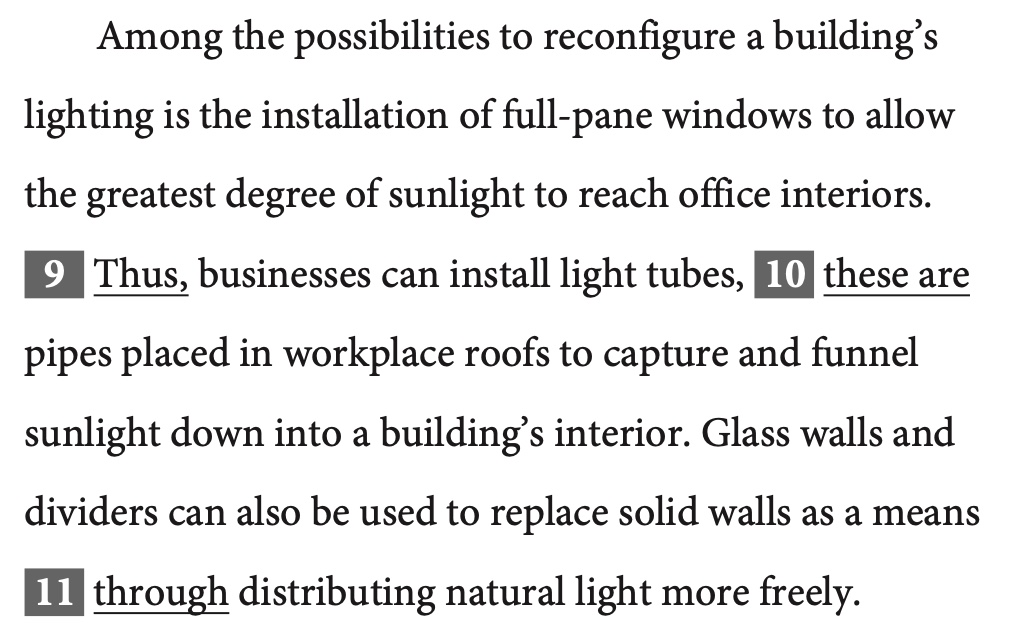 Among the possibilities to reconfigure a building’s
lighting is the installation of full-pane windows to allow
the greatest degree of sunlight to reach office interiors.
9 Thus, businesses can install light tubes, 10 these are
pipes placed in workplace roofs to capture and funnel
sunlight down into a building’s interior. Glass walls and
dividers can also be used to replace solid walls as a means
11 through distributing natural light more freely.